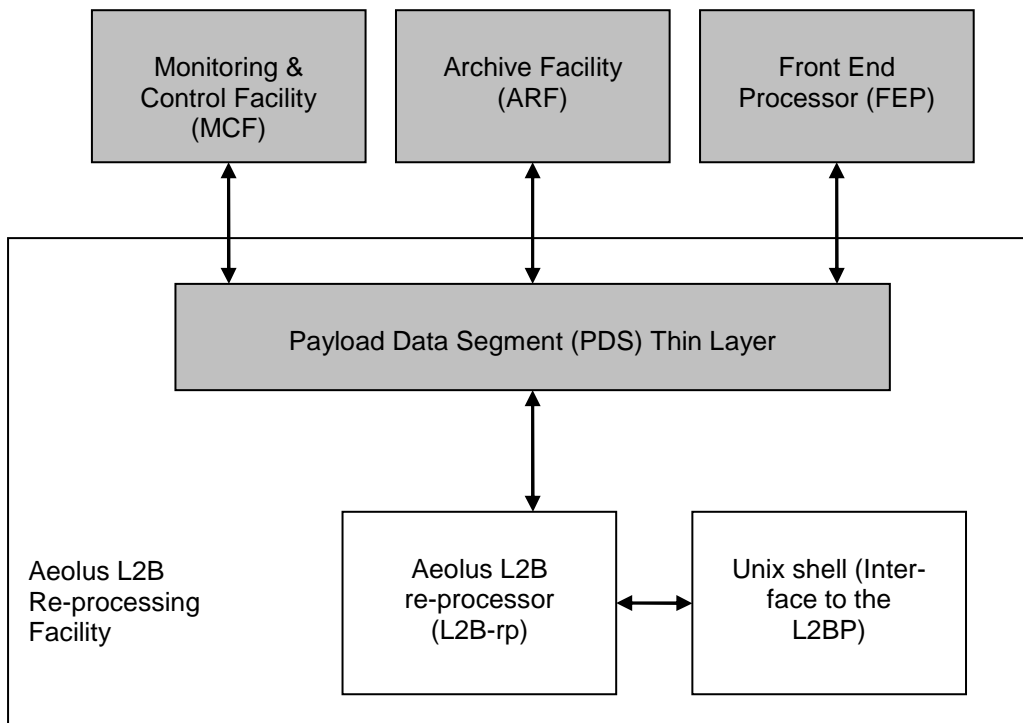 Monitoring &
Control Facility
(MCF)
Archive Facility
(ARF)
Front End
Processor (FEP)
Payload Data Segment (PDS) Thin Layer
Aeolus L2B
Re-processing
Facility
Aeolus L2B
re-processor
(L2B-rp)
Unix shell (Inter-
face to the
L2BP)